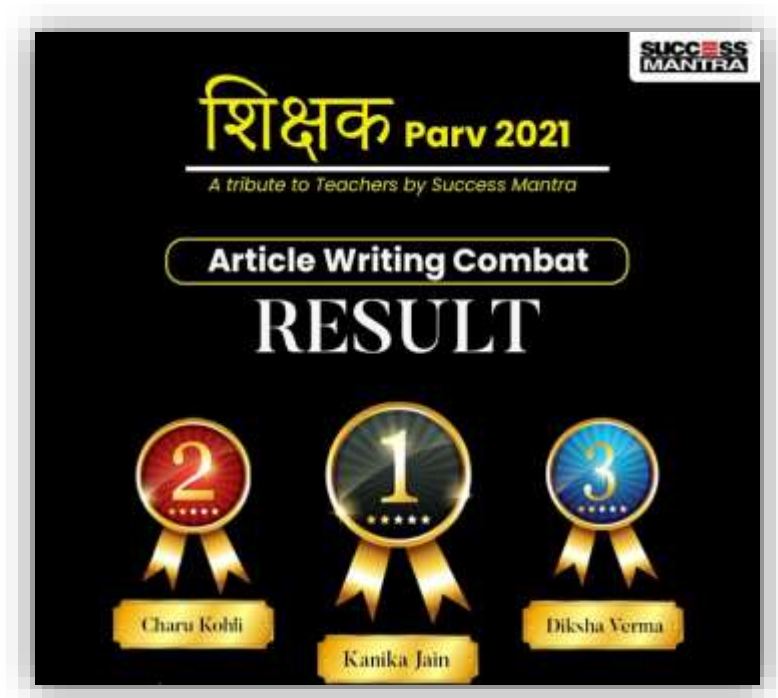 SUCCESS
MANTRA
शिक्षक Parv 2021
A tribute to Teachers by Success Mantra
Article Writing Combat
RESULT
2
1
3
Charu Kohli
Kanika Jain
Diksha Verma